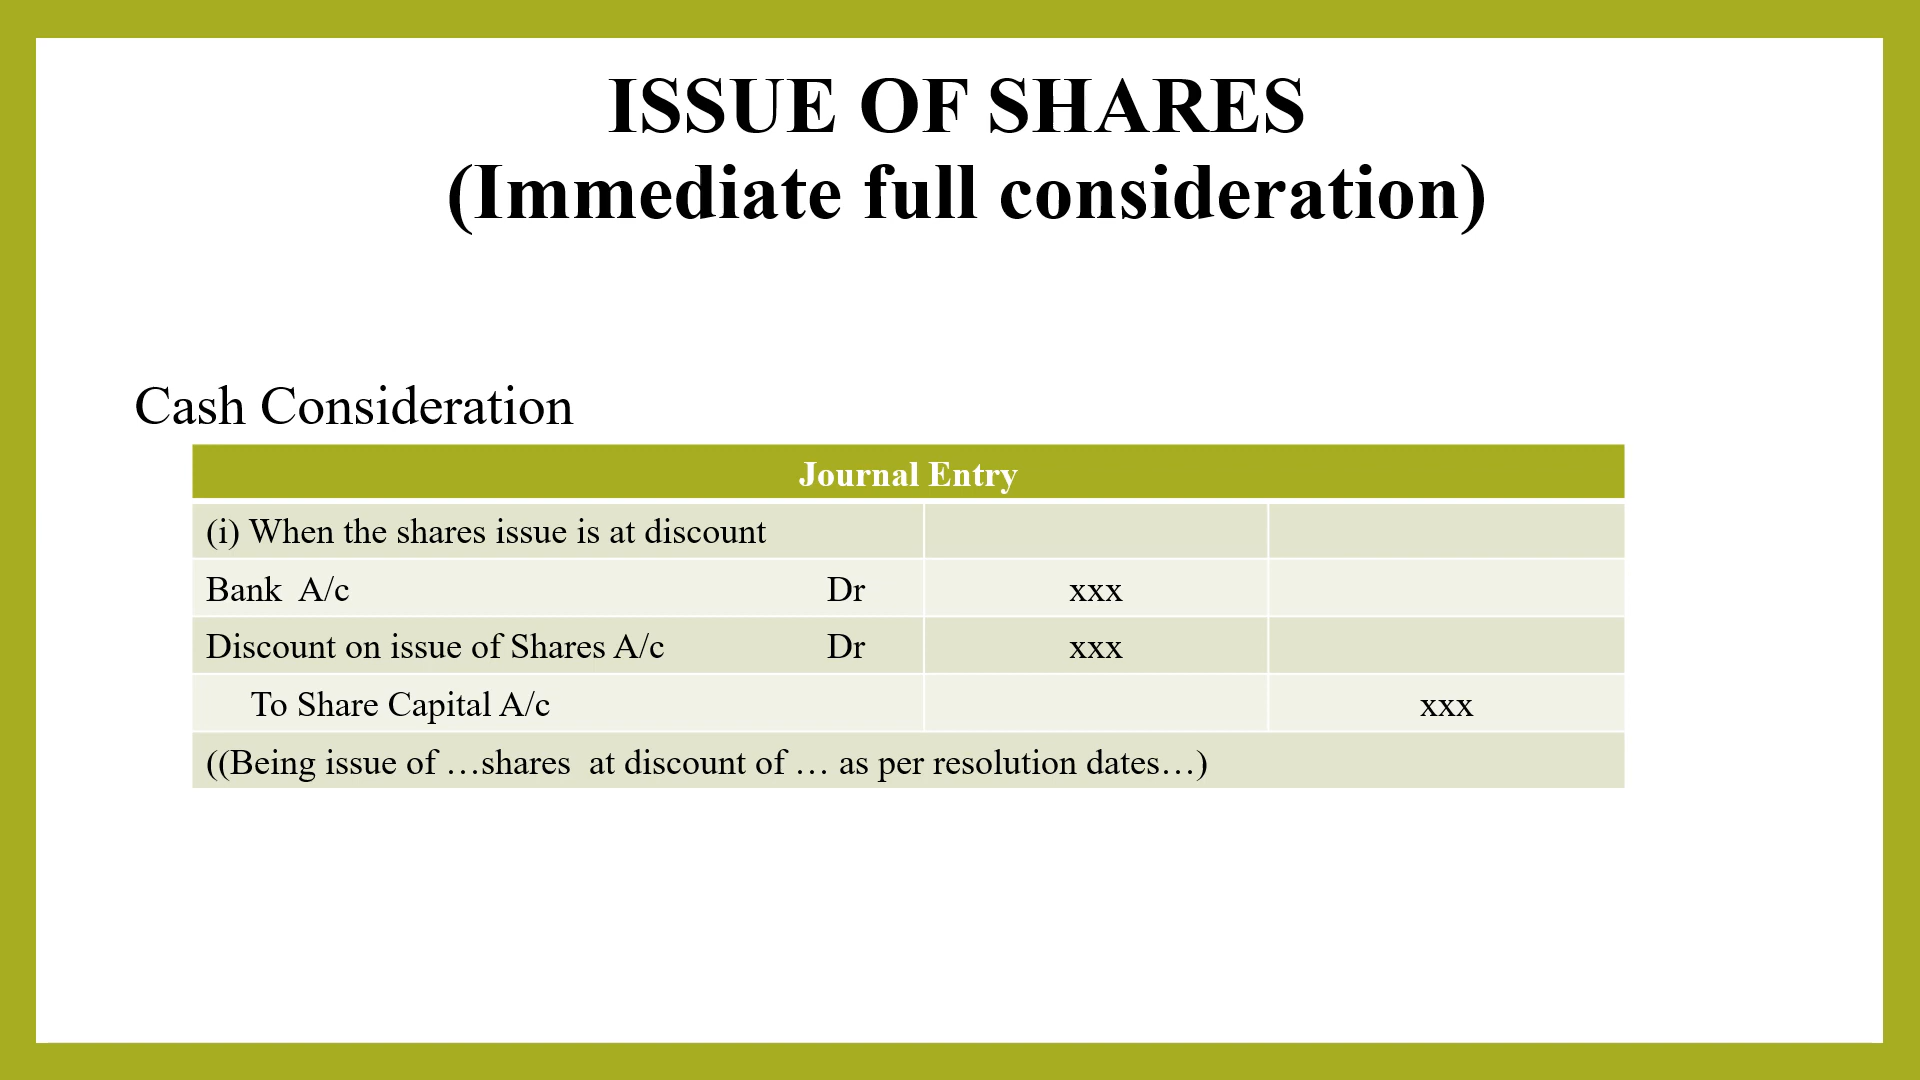 ISSUE OF SHARES
(Immediate full consideration)
Cash Consideration
Journal Entry
(i) When the shares issue is at discount
Bank  A/c Dr xxx
Discount on issue of Shares A/c Dr xxx
To Share Capital A/c xxx
((Being issue of …shares  at discount of … as per resolution dates…)